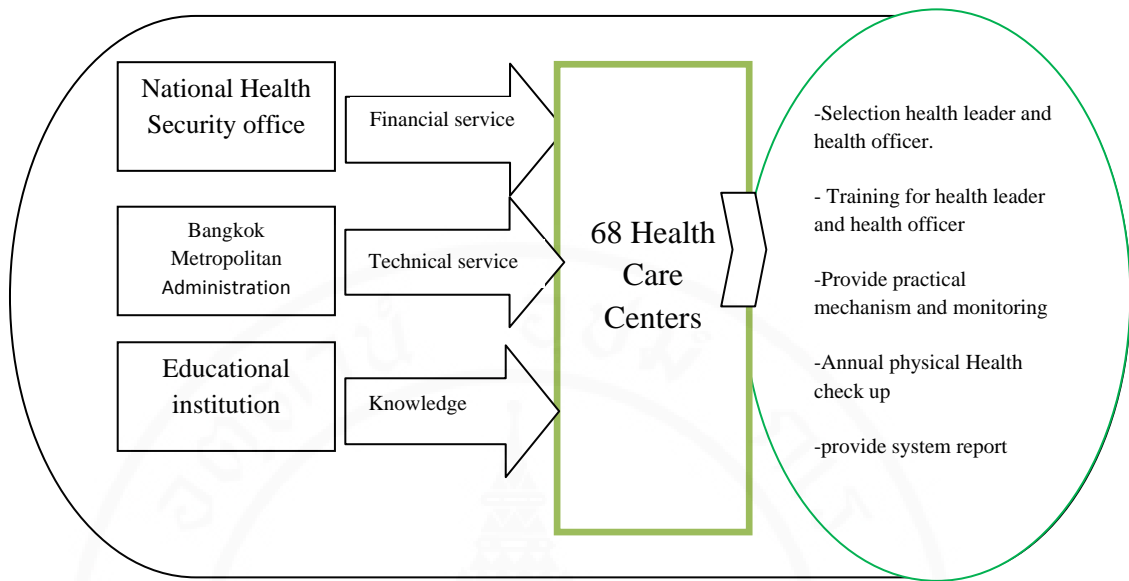 National Health
Security office
Financial service
Bangkok
Metropolitan
Administration
Technical service
Educational
institution
Knowledge
68 Health
Care
Centers
-Selection health leader and
health officer.
- Training for health leader
and health officer
-Provide practical
mechanism and monitoring
-Annual physical Health
check up
-provide system report